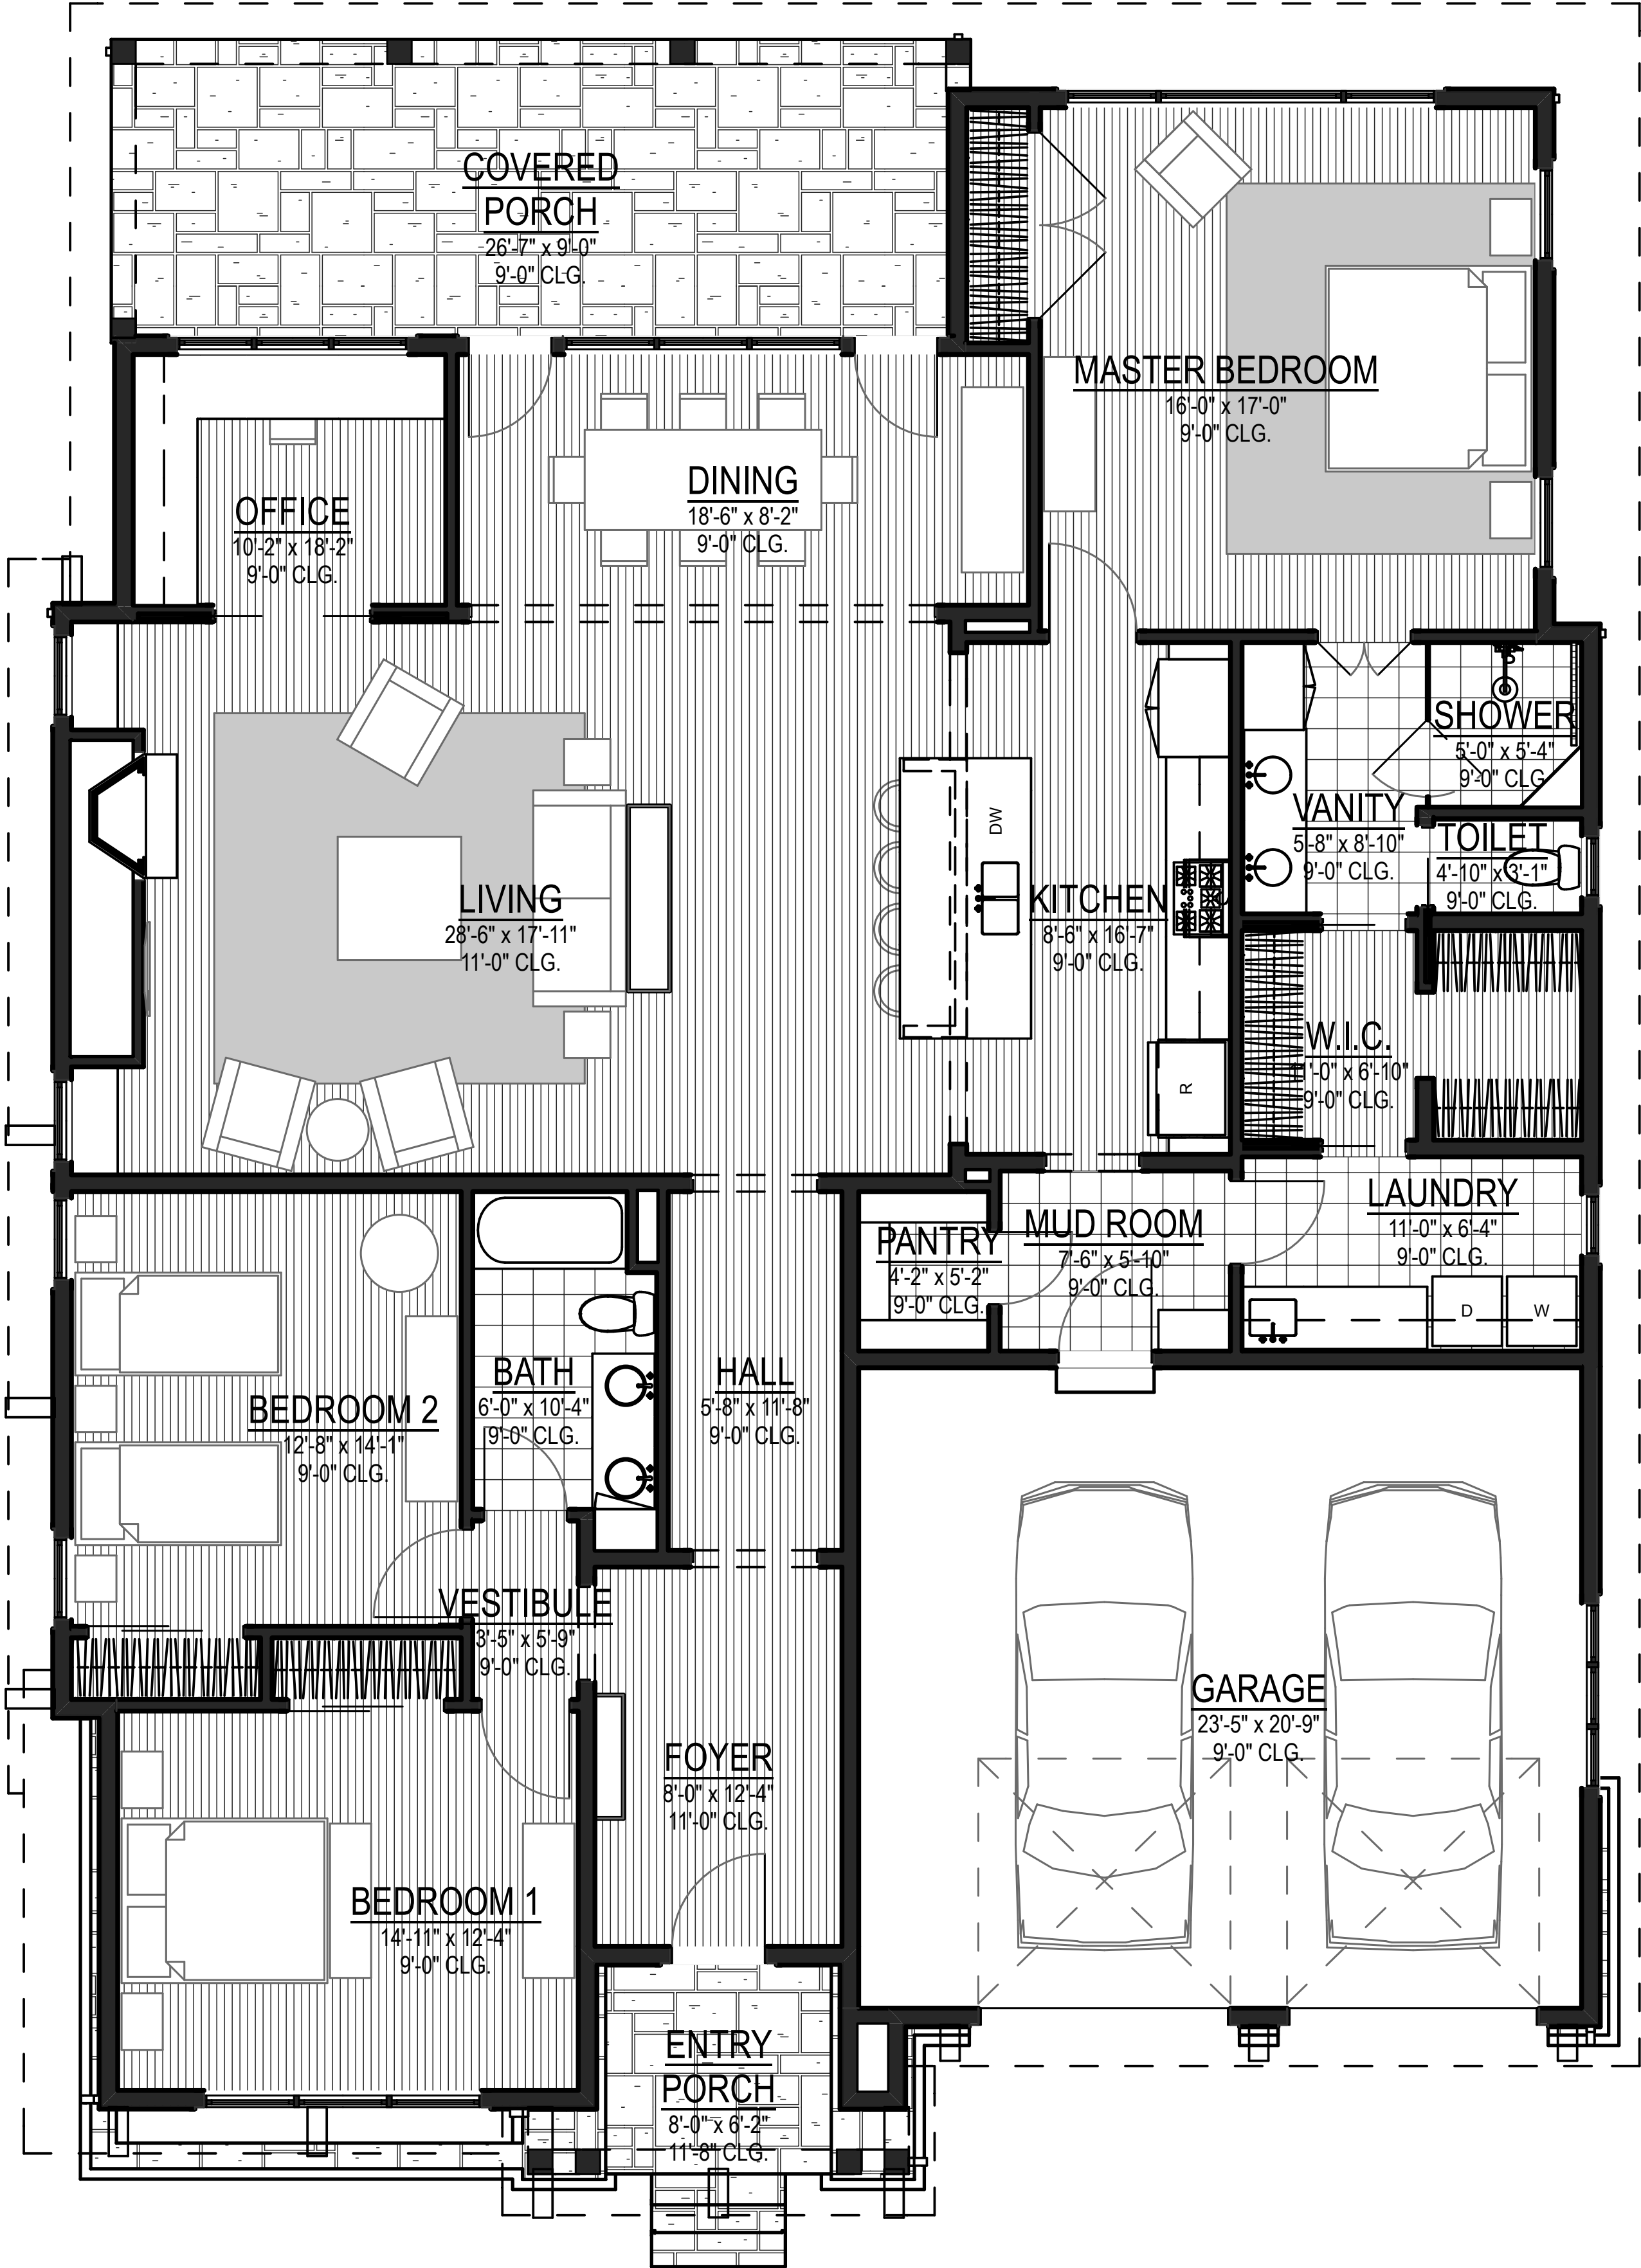 COVERED
PORCH
26'-7" x 9'-0"
9'-0" CLG.
MASTER BEDROOM
16'-0" x 17'-0"
9'-0" CLG.
OFFICE
10'-2" x 18'-2"
9'-0" CLG.
DINING
18'-6" x 8'-2"
9'-0" CLG.
SHOWER
5'-0" x 5'-4"
9'-0" CLG
VANITY
5'-8" x 8'-10"
9'-0" CLG.
TOILET
4'-10" x 3'-1"
9'-0" CLG.
LIVING
28'-6" x 17'-11"
11'-0" CLG.
DW
KITCHEN
8'-6" x 16'-7"
9'-0" CLG.
R
W.I.C.
11'-0" x 6'-10"
9'-0" CLG.
LAUNDRY
11'-0" x 6'-4"
9'-0" CLG.
D
W
PANTRY
4'-2" x 5'-2"
9'-0" CLG.
MUD ROOM
7'-6" x 5'-10"
9'-0" CLG.
BEDROOM 2
12'-8" x 14'-1"
9'-0" CLG.
BATH
6'-0" x 10'-4"
9'-0" CLG.
HALL
5'-8" x 11'-8"
9'-0" CLG.
VESTIBULE
3'-5" x 5'-9"
9'-0" CLG.
GARAGE
23'-5" x 20'-9"
9'-0" CLG.
FOYER
8'-0" x 12'-4"
11'-0" CLG.
BEDROOM 1
14'-11" x 12'-4"
9'-0" CLG.
ENTRY
PORCH
8'-0" x 6'-2"
11'-8" CLG.